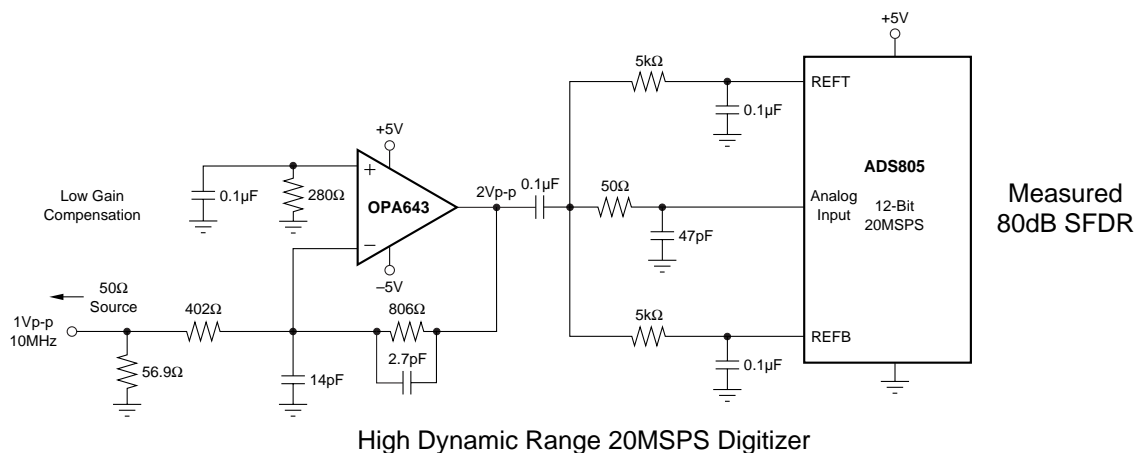 +5V
5kΩ
REFT
0.1µF
+5V
+
0.1µF
280Ω
OPA643
Low Gain
Compensation
2Vp-p
0.1µF
50Ω
Analog
Input
ADS805
12-Bit
20MSPS
47pF
Measured
80dB SFDR
–
–5V
50Ω
Source
1Vp-p
10MHz
402Ω
806Ω
2.7pF
56.9Ω
14pF
5kΩ
REFB
0.1µF
High Dynamic Range 20MSPS Digitizer